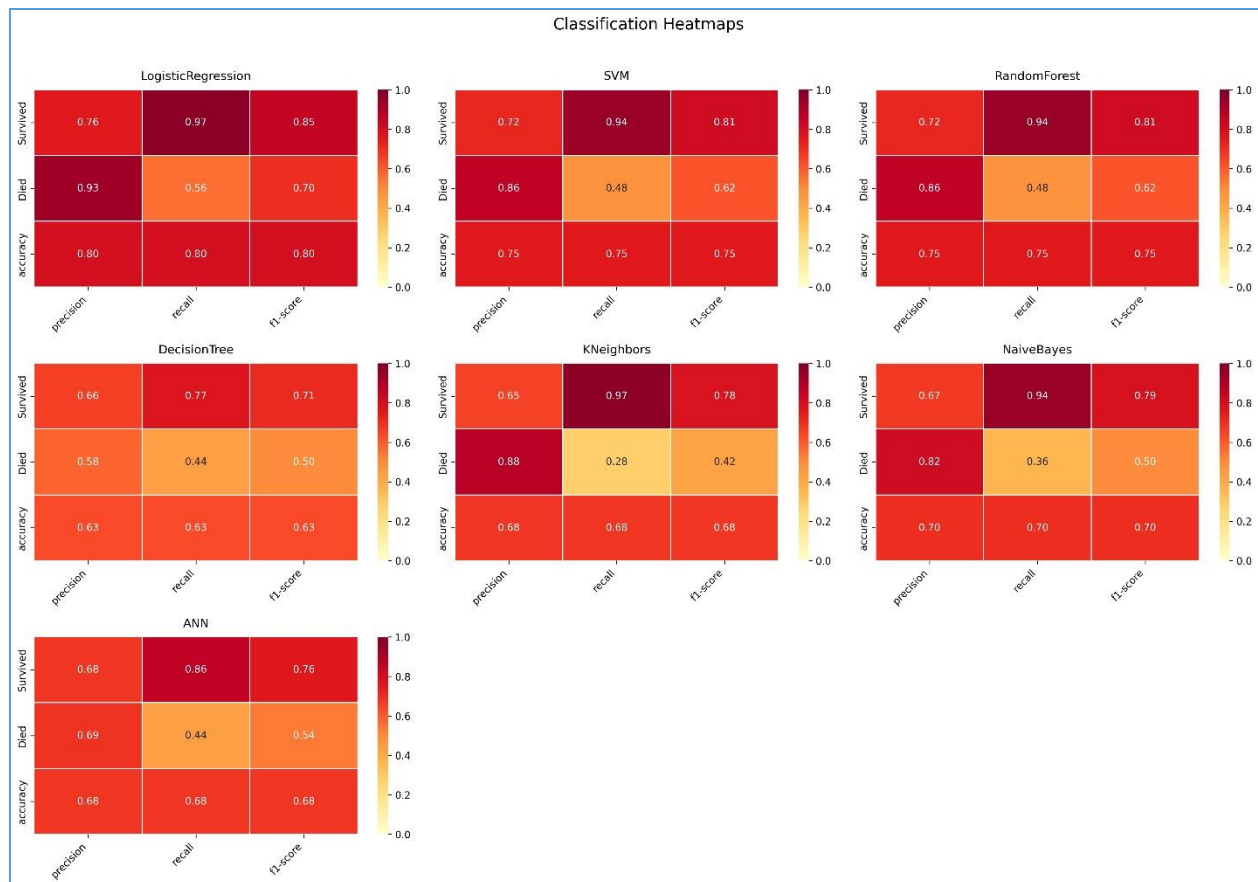 Classification Heatmaps
LogisticRegression
Survived 0.76 0.97 0.85
Died 0.93 0.56 0.70
accuracy 0.80 0.80 0.80
precision recall f1-score
1.0
0.8
0.6
0.4
0.2
0.0
SVM
Survived 0.72 0.94 0.81
Died 0.86 0.48 0.62
accuracy 0.75 0.75 0.75
precision recall f1-score
1.0
0.8
0.6
0.4
0.2
0.0
RandomForest
Survived 0.72 0.94 0.81
Died 0.86 0.48 0.62
accuracy 0.75 0.75 0.75
precision recall f1-score
1.0
0.8
0.6
0.4
0.2
0.0
DecisionTree
Survived 0.66 0.77 0.71
Died 0.58 0.44 0.50
accuracy 0.63 0.63 0.63
precision recall f1-score
1.0
0.8
0.6
0.4
0.2
0.0
KNeighbors
Survived 0.65 0.97 0.78
Died 0.88 0.28 0.42
accuracy 0.68 0.68 0.68
precision recall f1-score
1.0
0.8
0.6
0.4
0.2
0.0
NaiveBayes
Survived 0.67 0.94 0.79
Died 0.82 0.36 0.50
accuracy 0.70 0.70 0.70
precision recall f1-score
1.0
0.8
0.6
0.4
0.2
0.0
ANN
Survived 0.68 0.86 0.76
Died 0.69 0.44 0.54
accuracy 0.68 0.68 0.68
precision recall f1-score
1.0
0.8
0.6
0.4
0.2
0.0